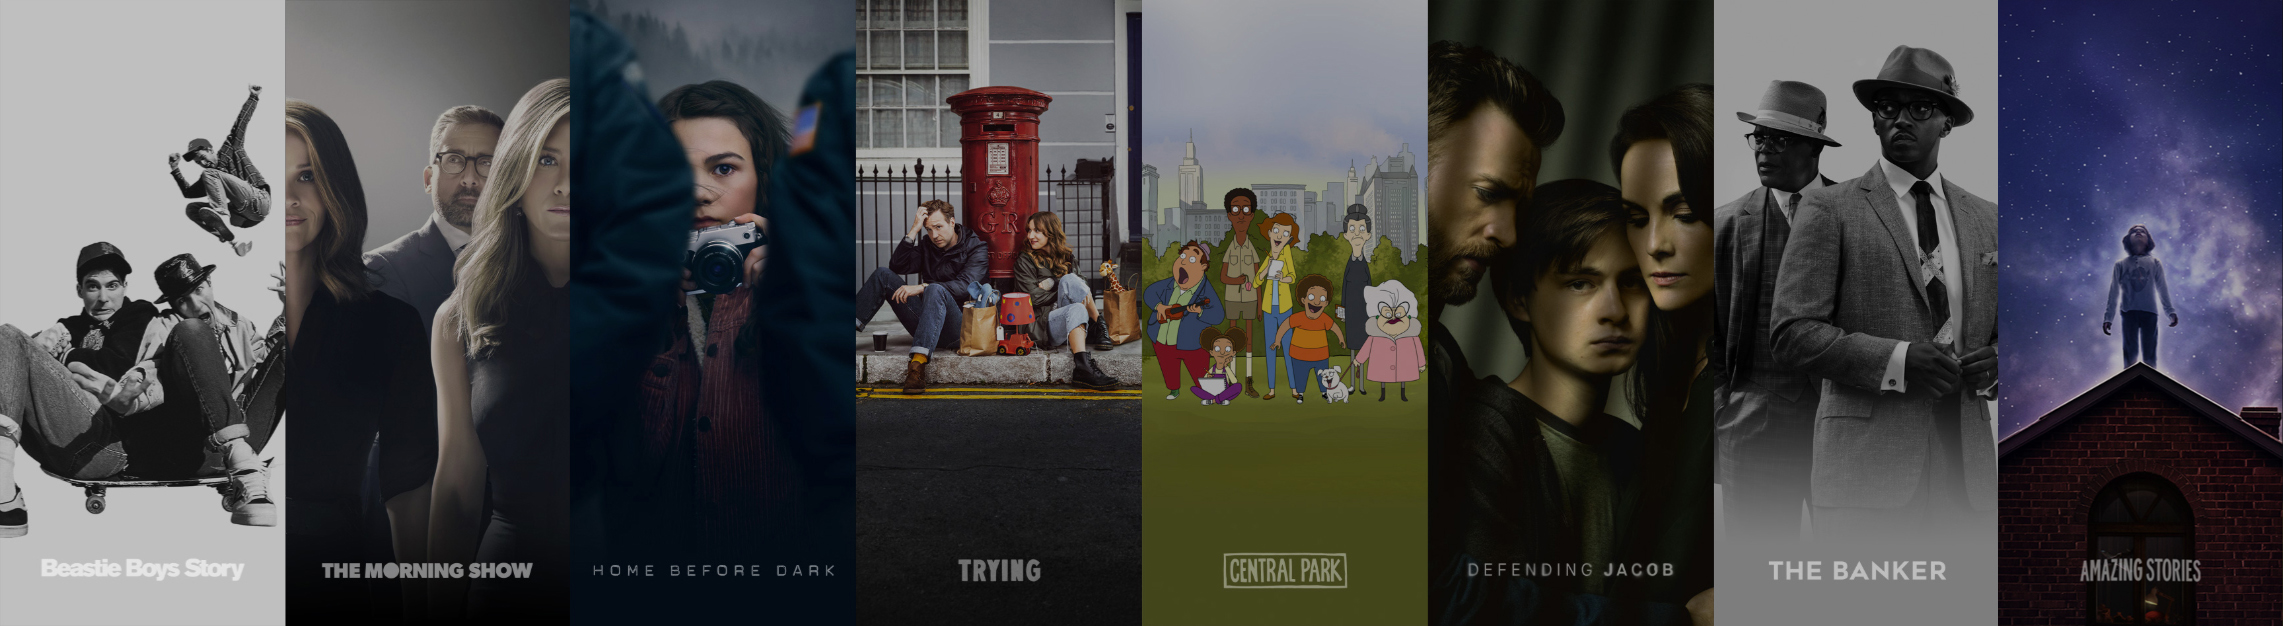 Beastie Boys Story
THE MORNING SHOW
HOME BEFORE DARK
GR
TRYING
CENTRAL PARK
DEFENDING JACOB
THE BANKER
AMAZING STORIES